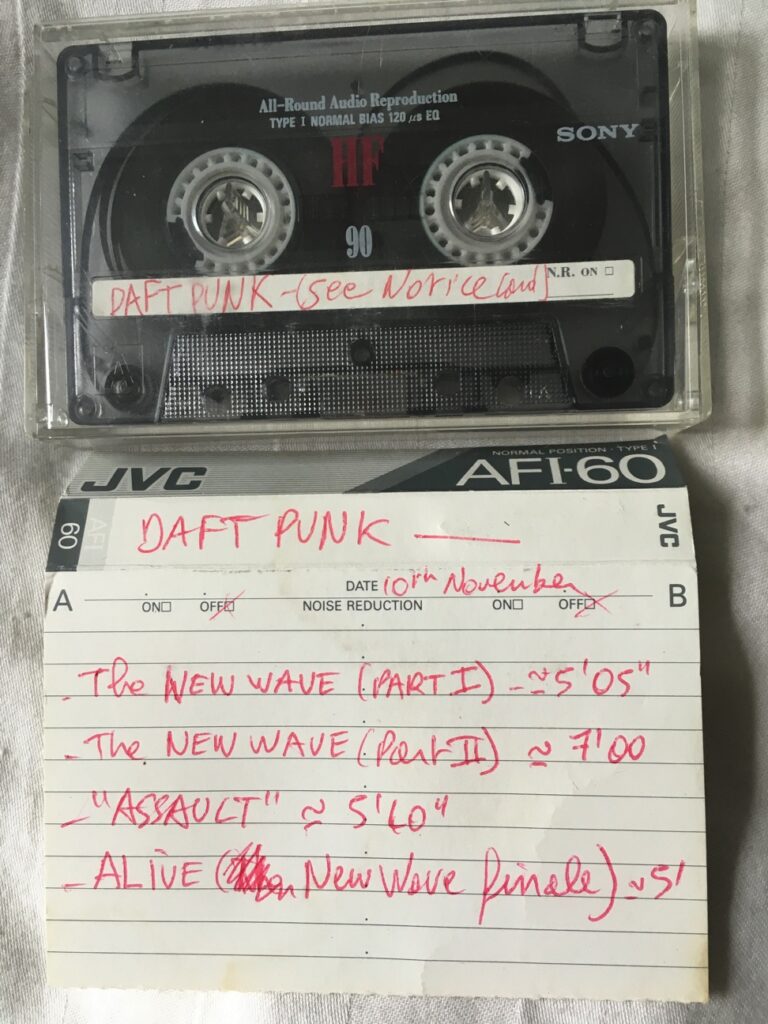 All-Round Audio Reproduction
TYPE I NORMAL BIAS 120 µs EQ
SONY
HF
90
N.R. ON
DAFT PUNK - (see Notice card)
NORMAL POSITION · TYPE I
JVC AFI-60
60 AFI DAFT PUNK JVC
DATE 10th November
A ON OFF NOISE REDUCTION ON OFF B
- The NEW WAVE (PART I) - ≈ 5'05"
- The NEW WAVE (Part II) ≈ 7'00
- "ASSAULT" ≈ 5'40"
- ALiVE ( New Wave finale) ~ 5'